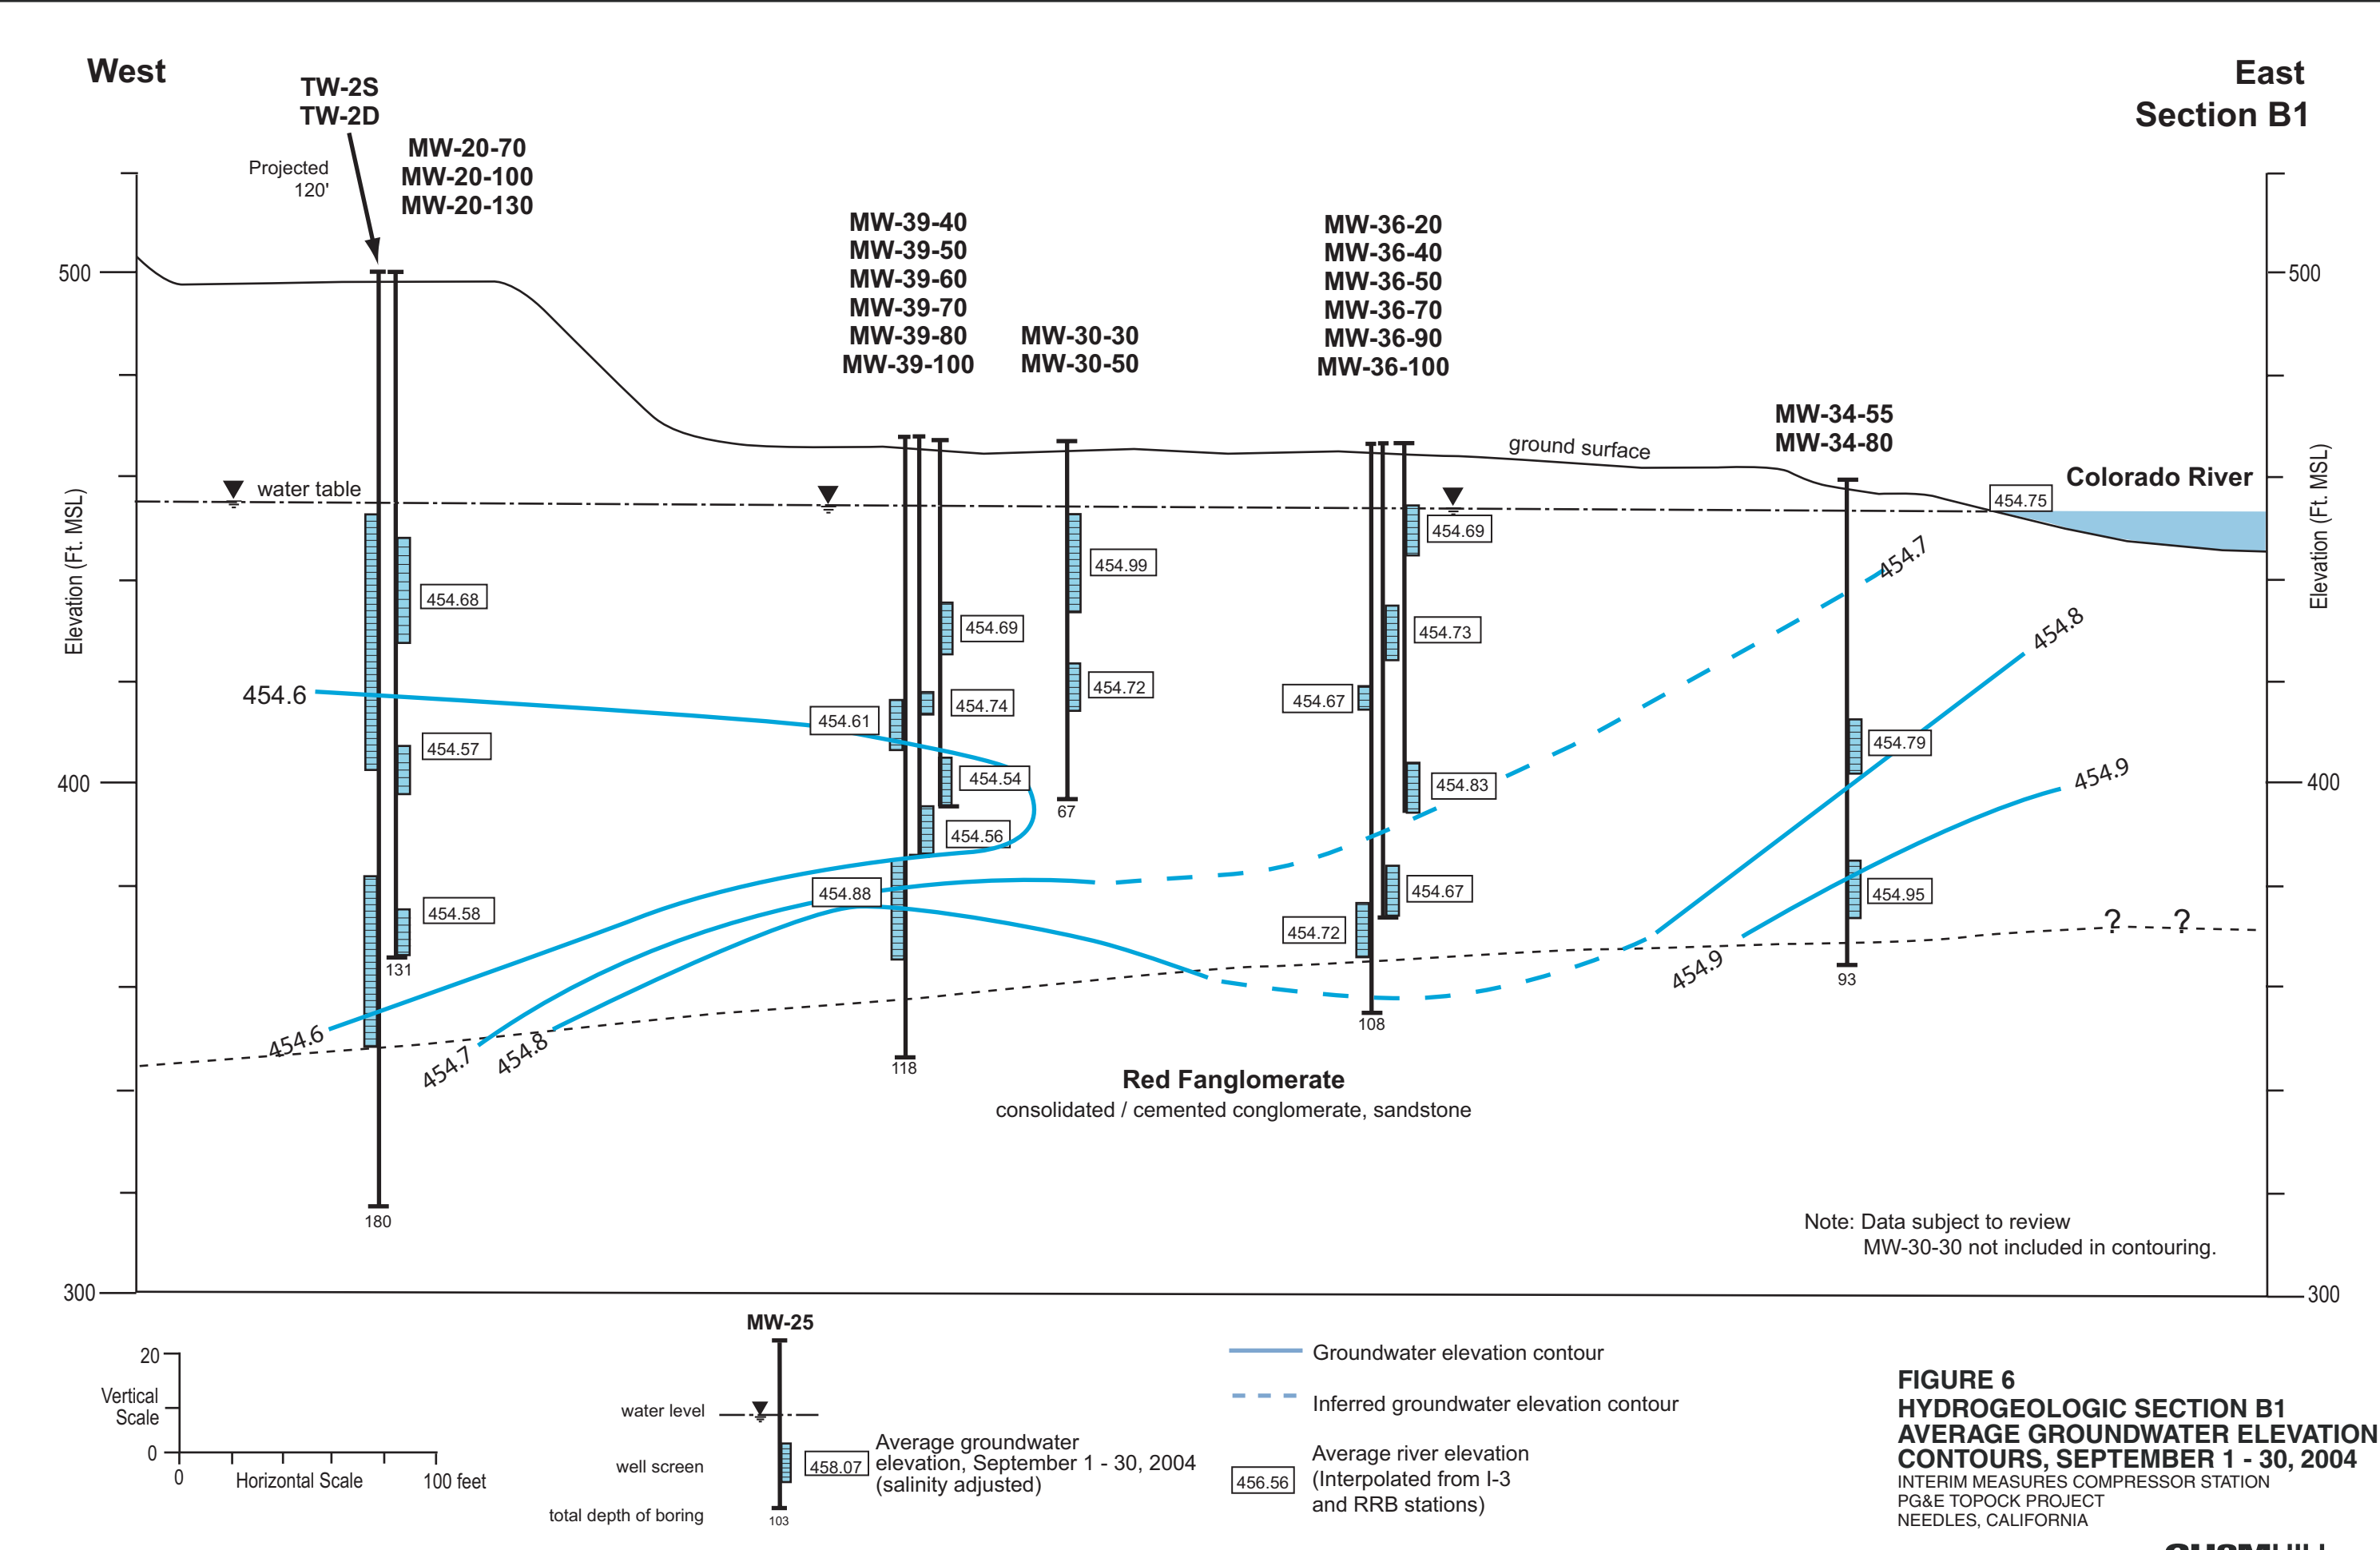 West
East
Section B1
TW-2S
TW-2D
Projected
120'
MW-20-70
MW-20-100
MW-20-130
MW-39-40
MW-39-50
MW-39-60
MW-39-70
MW-39-80
MW-39-100
MW-30-30
MW-30-50
MW-36-20
MW-36-40
MW-36-50
MW-36-70
MW-36-90
MW-36-100
MW-34-55
MW-34-80
500
500
ground surface
Colorado River
water table
454.75
Elevation (Ft. MSL)
Elevation (Ft. MSL)
454.69
454.7
454.99
454.68
454.69
454.73
454.8
454.6
454.72
454.67
454.74
454.61
454.57
454.79
454.54
454.83
454.9
400
400
67
454.56
454.88
454.67
454.95
454.58
454.72
? ?
131
454.9
93
454.6
454.7
454.8
108
118
Red Fanglomerate
consolidated / cemented conglomerate, sandstone
180
Note: Data subject to review
MW-30-30 not included in contouring.
300
300
20
Vertical
Scale
0
0
Horizontal Scale
100 feet
MW-25
water level
well screen
total depth of boring
103
458.07
Average groundwater
elevation, September 1 - 30, 2004
(salinity adjusted)
Groundwater elevation contour
Inferred groundwater elevation contour
456.56
Average river elevation
(Interpolated from I-3
and RRB stations)
FIGURE 6
HYDROGEOLOGIC SECTION B1
AVERAGE GROUNDWATER ELEVATION
CONTOURS, SEPTEMBER 1 - 30, 2004
INTERIM MEASURES COMPRESSOR STATION
PG&E TOPOCK PROJECT
NEEDLES, CALIFORNIA